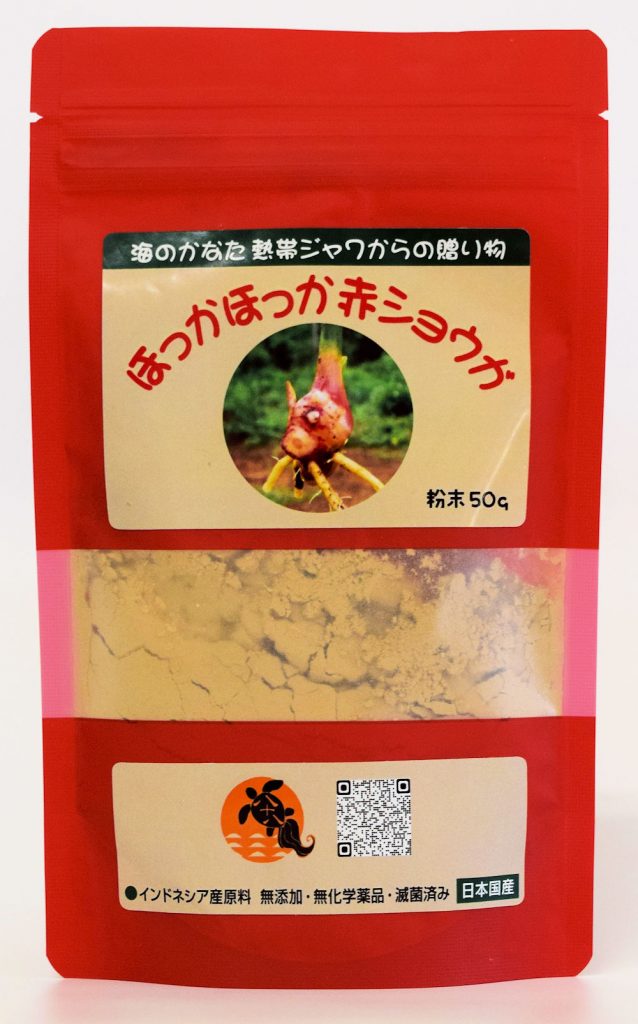 海のかなた 熱帯ジャワからの贈り物
ほっかほっか赤ショウガ
粉末50g
●インドネシア産原料 無添加・無化学薬品・滅菌済み 日本国産